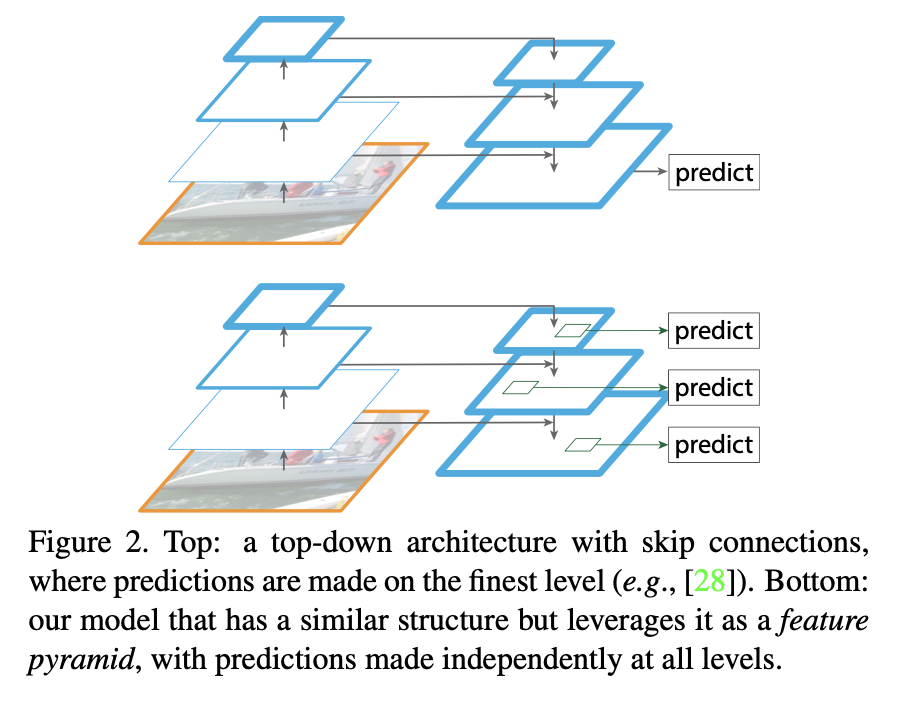 predict
predict
predict
predict
Figure 2. Top: a top-down architecture with skip connections,
where predictions are made on the finest level (e.g., [28]). Bottom:
our model that has a similar structure but leverages it as a feature
pyramid, with predictions made independently at all levels.